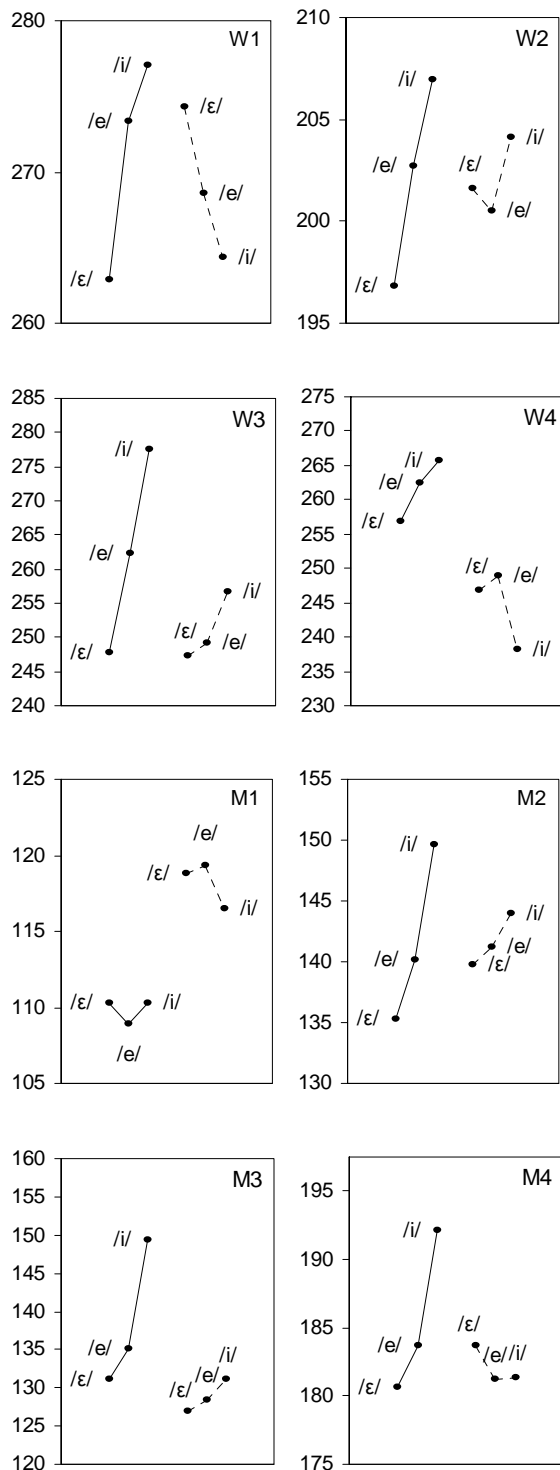 280
270
260
W1
/i/
/e/
/ɛ/
/ɛ/
/e/
/i/
210
205
200
195
W2
/i/
/e/
/ɛ/
/ɛ/
/e/
/i/
285
280
275
270
265
260
255
250
245
240
W3
/i/
/e/
/ɛ/
/ɛ/
/e/
/i/
275
270
265
260
255
250
245
240
235
230
W4
/i/
/e/
/ɛ/
/ɛ/
/e/
/i/
125
120
115
110
105
M1
/ɛ/
/e/
/i/
/ɛ/
/e/
/i/
155
150
145
140
135
130
M2
/i/
/e/
/ɛ/
/i/
/e/
/ɛ/
160
155
150
145
140
135
130
125
120
M3
/i/
/e/
/ɛ/
/ɛ/
/e/
/i/
195
190
185
180
175
M4
/i/
/e/
/ɛ/
/ɛ/
/e/
/i/